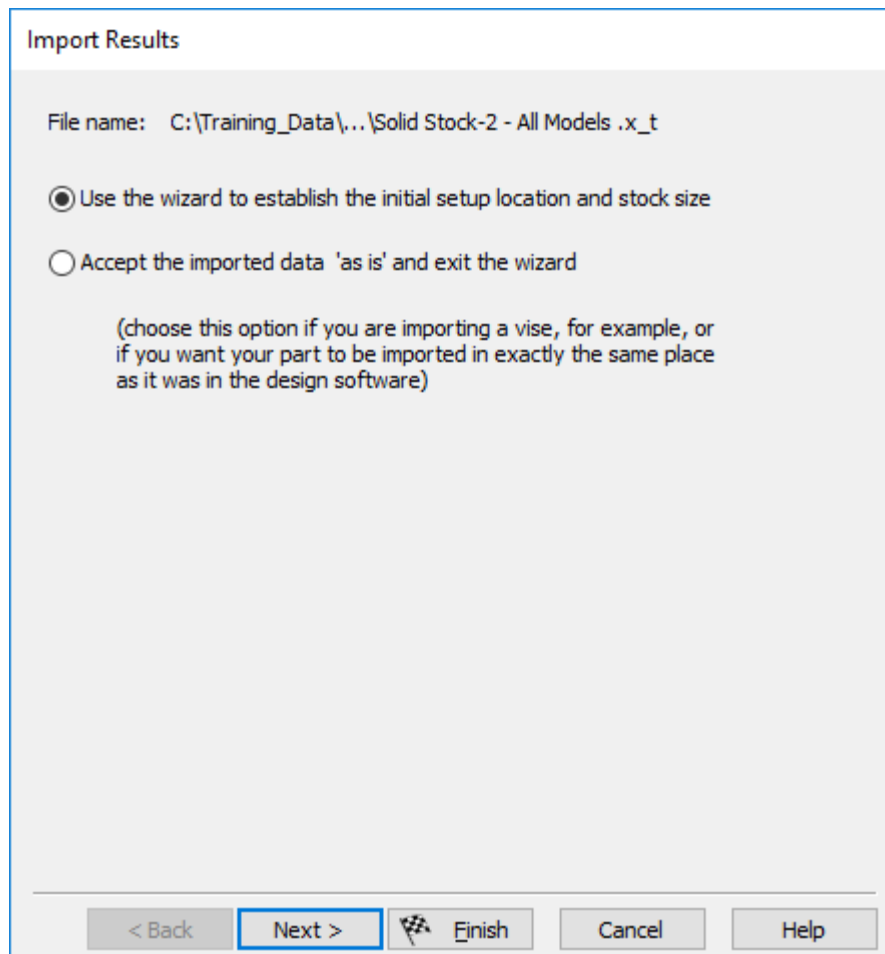 Import Results
File name: C:\Training_Data\...\Solid Stock-2 - All Models .x_t
Use the wizard to establish the initial setup location and stock size
Accept the imported data 'as is' and exit the wizard
(choose this option if you are importing a vise, for example, or
if you want your part to be imported in exactly the same place
as it was in the design software)
< Back Next > Finish Cancel Help